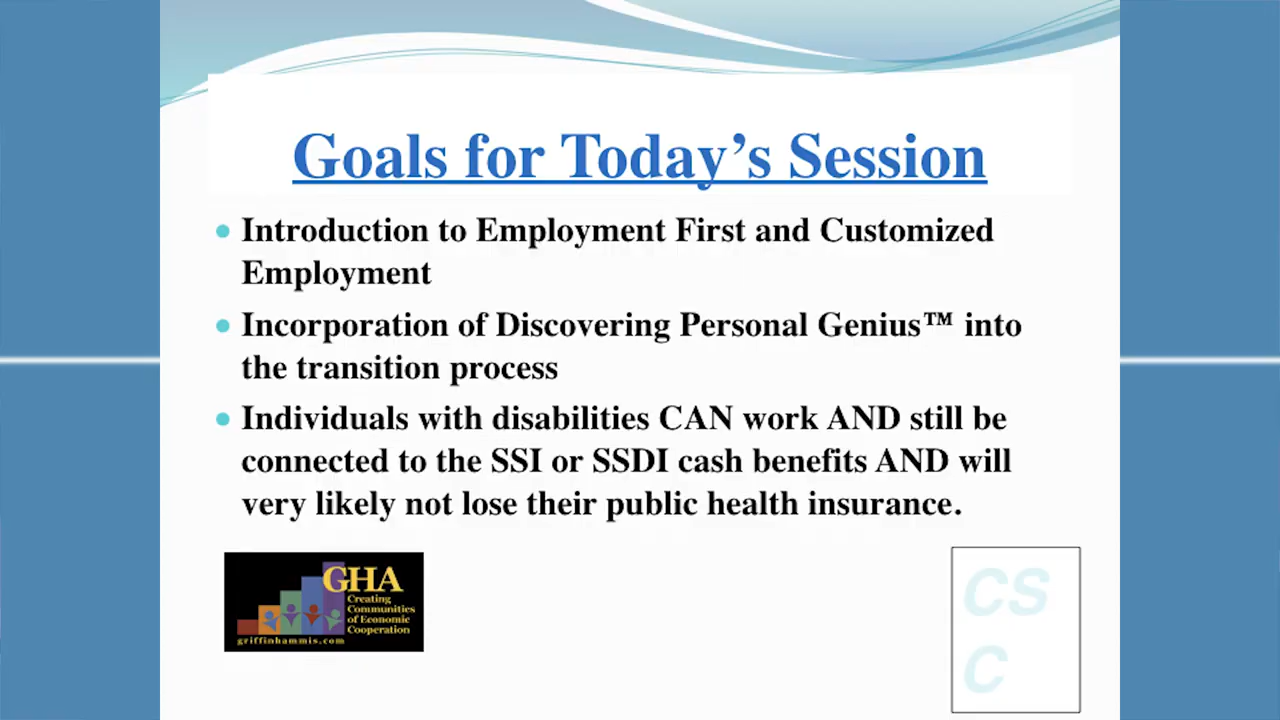 Goals for Today’s Session
Introduction to Employment First and Customized
Employment
Incorporation of Discovering Personal Genius™ into
the transition process
Individuals with disabilities CAN work AND still be
connected to the SSI or SSDI cash benefits AND will
very likely not lose their public health insurance.
GHA
Creating
Communities
of Economic
Cooperation
griffinhammis.com
CS
C